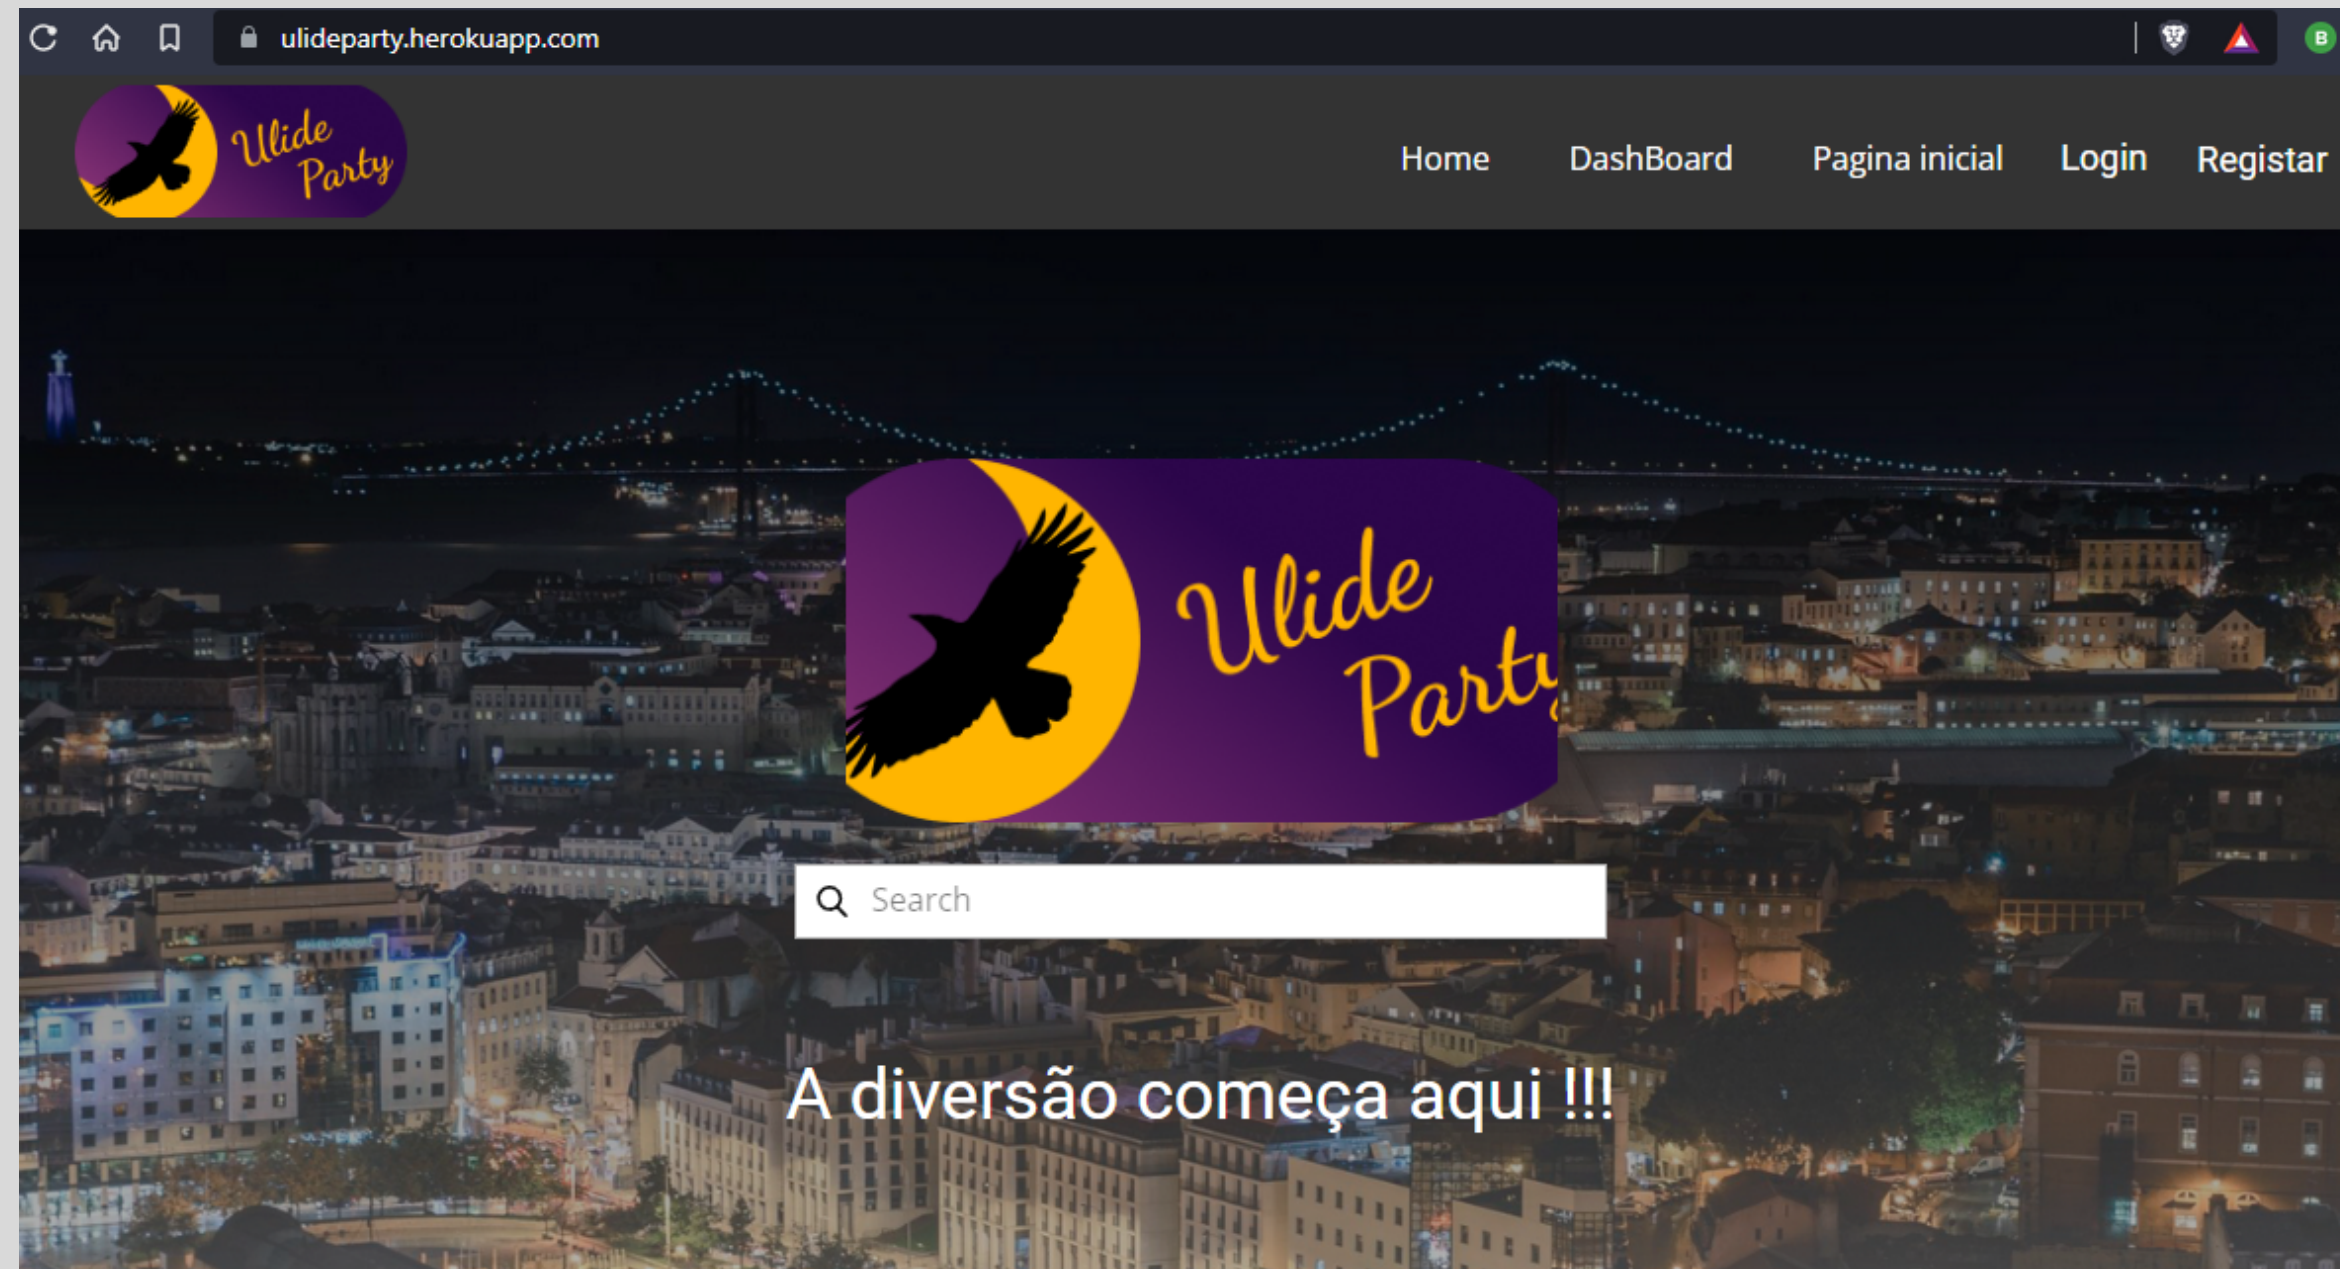 ulideparty.herokuapp.com
B
Ulide
Party
Home DashBoard Pagina inicial Login Registar
Ulide
Party
Search
A diversão começa aqui !!!